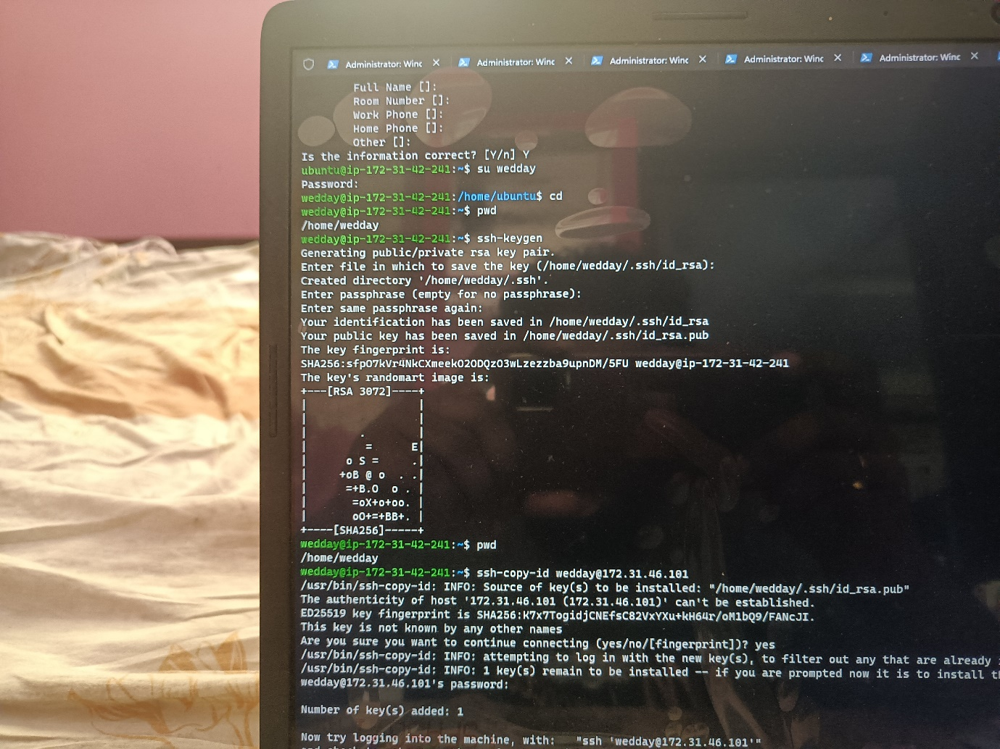 Administrator: Winc Administrator: Winc Administrator: Winc Administrator: Winc Administrator: Winc
Full Name []:
Room Number []:
Work Phone []:
Home Phone []:
Other []:
Is the information correct? [Y/n] Y
ubuntu@ip-172-31-42-241:~$ su wedday
Password:
wedday@ip-172-31-42-241:/home/ubuntu$ cd
wedday@ip-172-31-42-241:~$ pwd
/home/wedday
wedday@ip-172-31-42-241:~$ ssh-keygen
Generating public/private rsa key pair.
Enter file in which to save the key (/home/wedday/.ssh/id_rsa):
Created directory '/home/wedday/.ssh'.
Enter passphrase (empty for no passphrase):
Enter same passphrase again:
Your identification has been saved in /home/wedday/.ssh/id_rsa
Your public key has been saved in /home/wedday/.ssh/id_rsa.pub
The key fingerprint is:
SHA256:sfpO7kVr4NkCXmeekO2ODQzO3wLzezzba9upnDM/5FU wedday@ip-172-31-42-241
The key's randomart image is:
+---[RSA 3072]----+
|                 |
|                 |
|        .        |
|         =      E|
|      o S =     .|
|     +oB @ o  . .|
|      =+B.O  o . |
|       =oX+o+oo. |
|       oO+=+BB+. |
+----[SHA256]-----+
wedday@ip-172-31-42-241:~$ pwd
/home/wedday
wedday@ip-172-31-42-241:~$ ssh-copy-id wedday@172.31.46.101
/usr/bin/ssh-copy-id: INFO: Source of key(s) to be installed: "/home/wedday/.ssh/id_rsa.pub"
The authenticity of host '172.31.46.101 (172.31.46.101)' can't be established.
ED25519 key fingerprint is SHA256:K7x7TogidjCNEfsC82VxYXu+kH64r/oM1bQ9/FANcJI.
This key is not known by any other names
Are you sure you want to continue connecting (yes/no/[fingerprint])? yes
/usr/bin/ssh-copy-id: INFO: attempting to log in with the new key(s), to filter out any that are already
/usr/bin/ssh-copy-id: INFO: 1 key(s) remain to be installed -- if you are prompted now it is to install
wedday@172.31.46.101's password:
Number of key(s) added: 1
Now try logging into the machine, with:   "ssh 'wedday@172.31.46.101'"